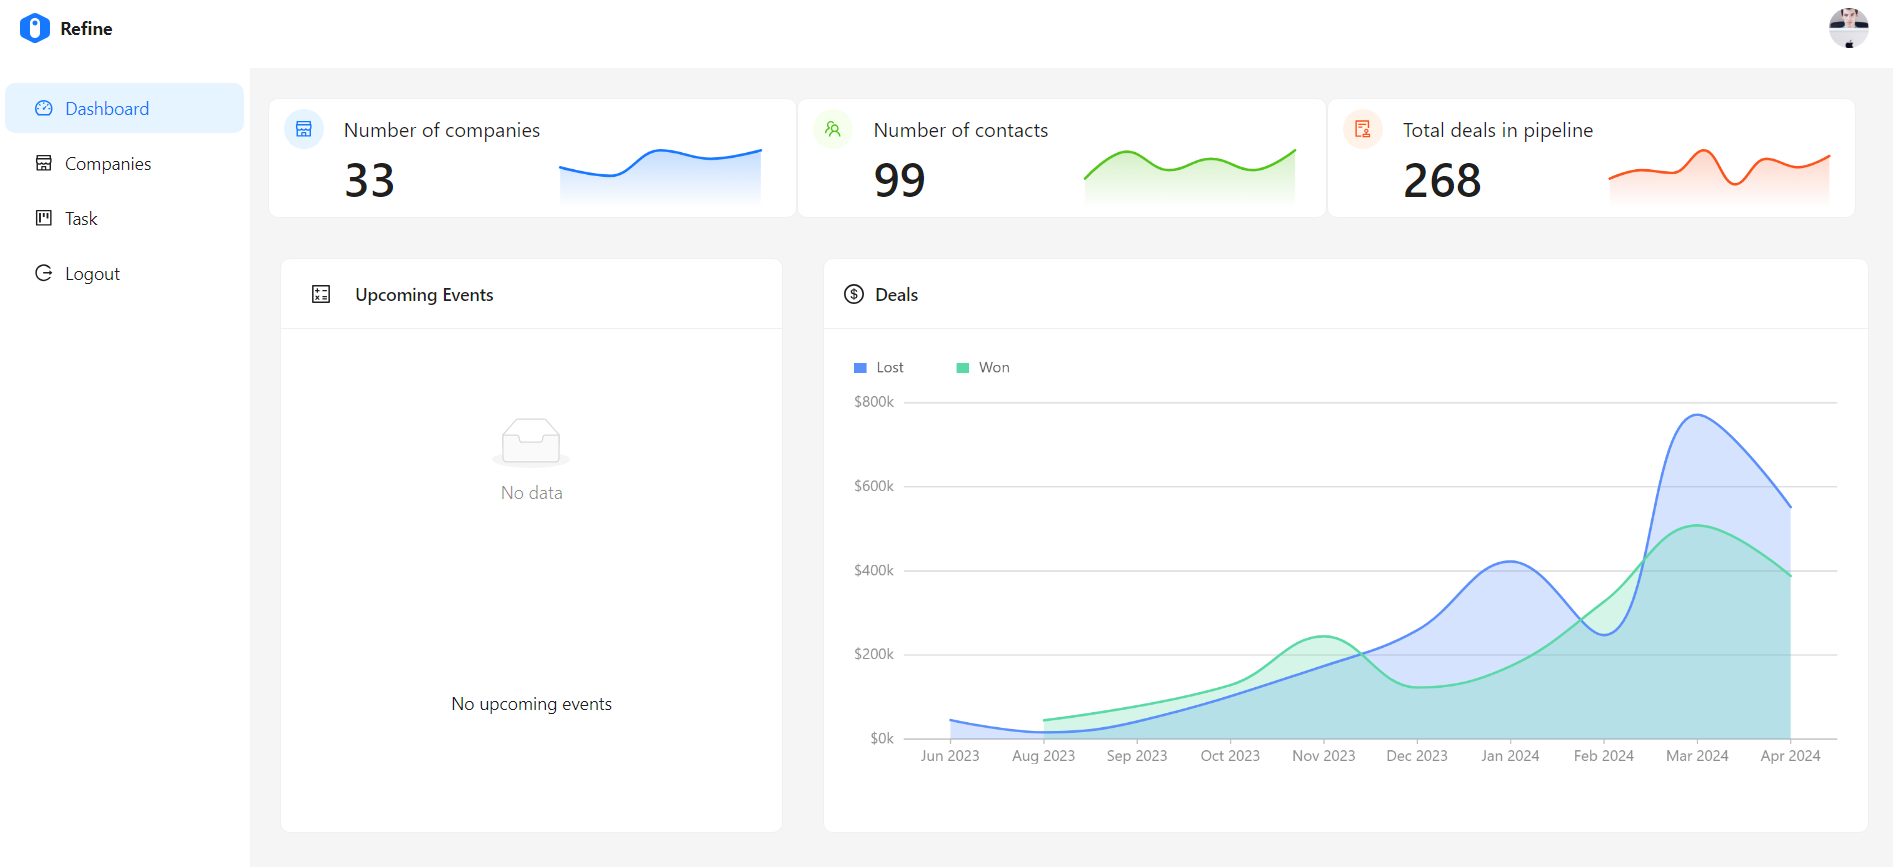 Refine
Dashboard
Companies
Task
Logout
Number of companies
33
Number of contacts
99
Total deals in pipeline
268
Upcoming Events
No data
No upcoming events
Deals
Lost
Won
$800k
$600k
$400k
$200k
$0k
Jun 2023 Aug 2023 Sep 2023 Oct 2023 Nov 2023 Dec 2023 Jan 2024 Feb 2024 Mar 2024 Apr 2024